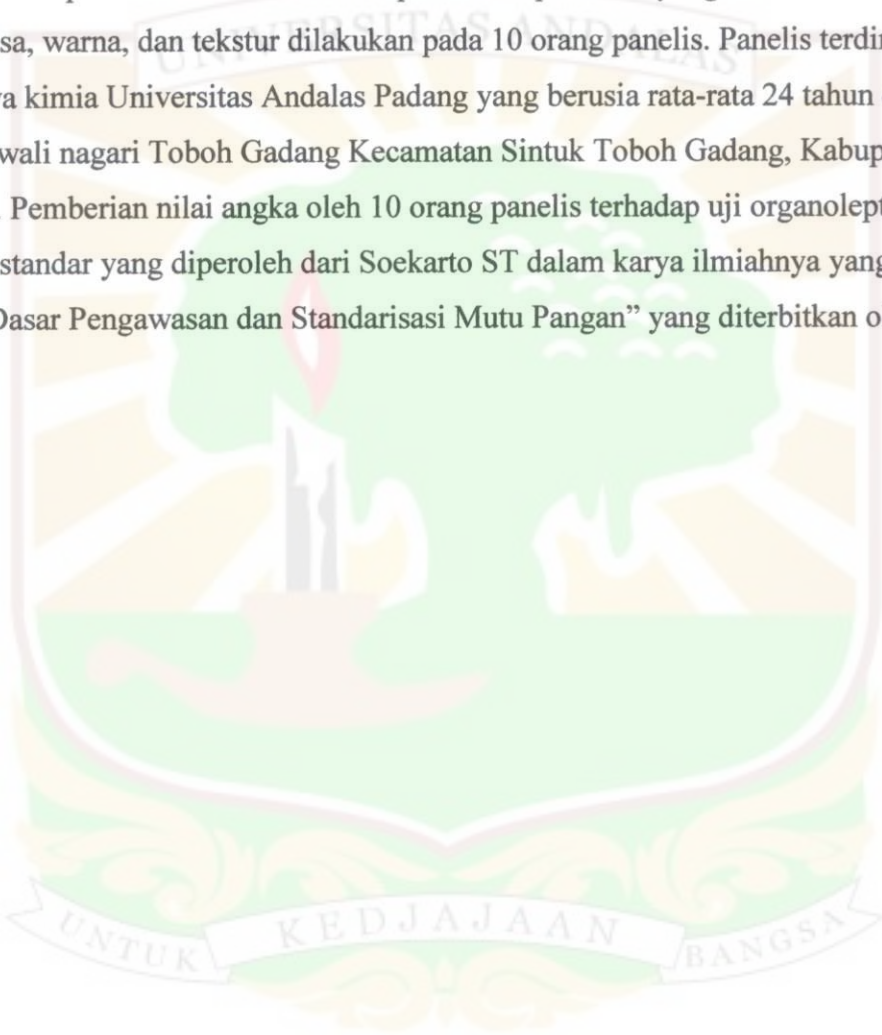 UNIVERSITAS ANDALAS
sa, warna, dan tekstur dilakukan pada 10 orang panelis. Panelis terdir
a kimia Universitas Andalas Padang yang berusia rata-rata 24 tahun
wali nagari Toboh Gadang Kecamatan Sintuk Toboh Gadang, Kabup
. Pemberian nilai angka oleh 10 orang panelis terhadap uji organolept
standar yang diperoleh dari Soekarto ST dalam karya ilmiahnya yang
Dasar Pengawasan dan Standarisasi Mutu Pangan” yang diterbitkan o
UNTUK KEDJAJAAN BANGSA